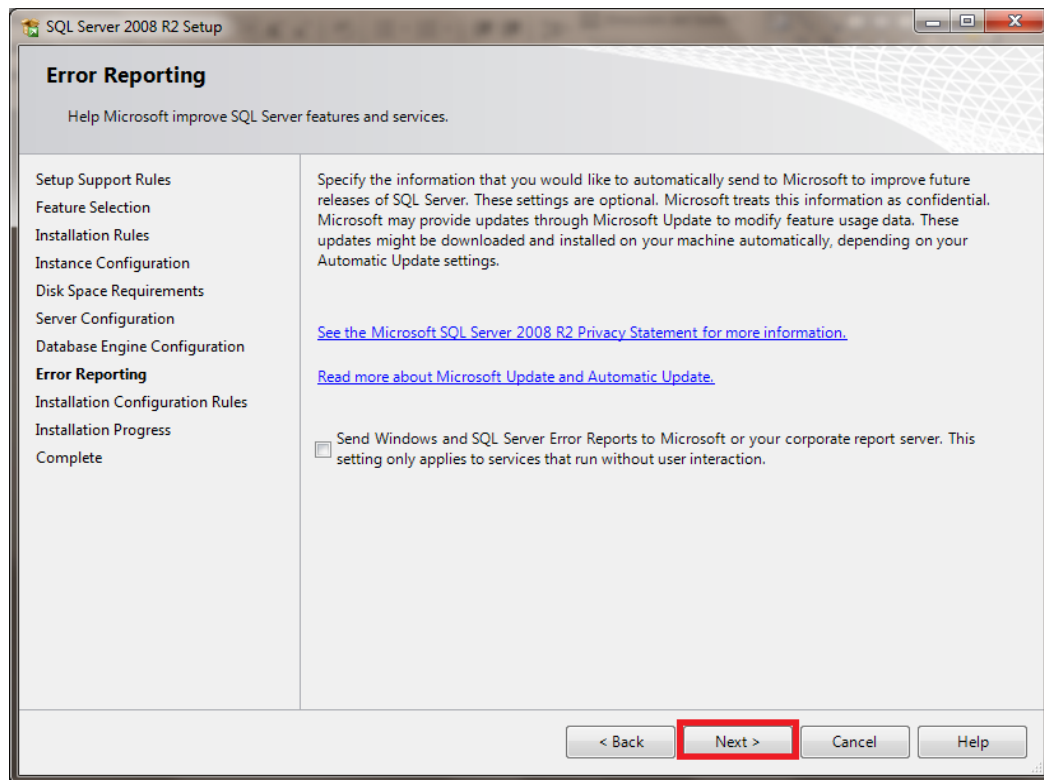 SQL Server 2008 R2 Setup
Error Reporting
Help Microsoft improve SQL Server features and services.
Setup Support Rules
Feature Selection
Installation Rules
Instance Configuration
Disk Space Requirements
Server Configuration
Database Engine Configuration
Error Reporting
Installation Configuration Rules
Installation Progress
Complete
Specify the information that you would like to automatically send to Microsoft to improve future
releases of SQL Server. These settings are optional. Microsoft treats this information as confidential.
Microsoft may provide updates through Microsoft Update to modify feature usage data. These
updates might be downloaded and installed on your machine automatically, depending on your
Automatic Update settings.
See the Microsoft SQL Server 2008 R2 Privacy Statement for more information.
Read more about Microsoft Update and Automatic Update.
Send Windows and SQL Server Error Reports to Microsoft or your corporate report server. This
setting only applies to services that run without user interaction.
< Back Next > Cancel Help